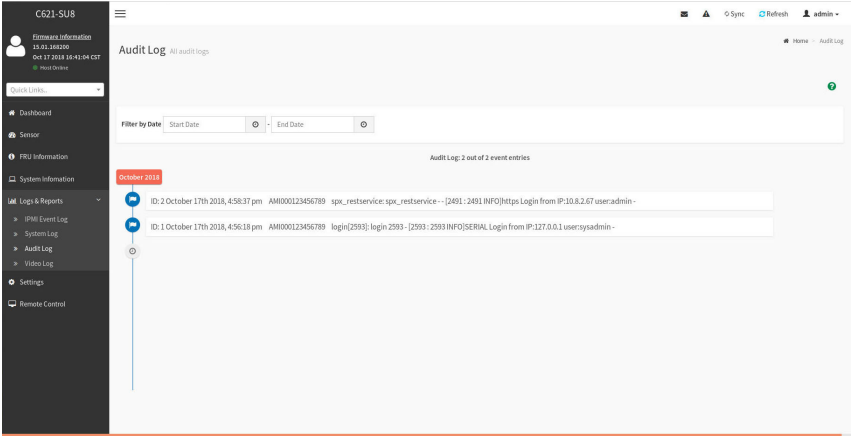 C621-SU8
Sync
Refresh
admin
Firmware Information
15.01.168200
Oct 17 2018 16:41:04 CST
Host Online
Audit Log All audit logs
Home > Audit Log
Quick Links..
Dashboard
Sensor
FRU Information
System Infomation
Logs & Reports
IPMI Event Log
System Log
Audit Log
Video Log
Settings
Remote Control
Filter by Date Start Date - End Date
Audit Log: 2 out of 2 event entries
October 2018
ID: 2 October 17th 2018, 4:58:37 pm AMI000123456789 spx_restservice: spx_restservice - - [2491 : 2491 INFO]https Login from IP:10.8.2.67 user:admin -
ID: 1 October 17th 2018, 4:56:18 pm AMI000123456789 login[2593]: login 2593 - [2593 : 2593 INFO]SERIAL Login from IP:127.0.0.1 user:sysadmin -